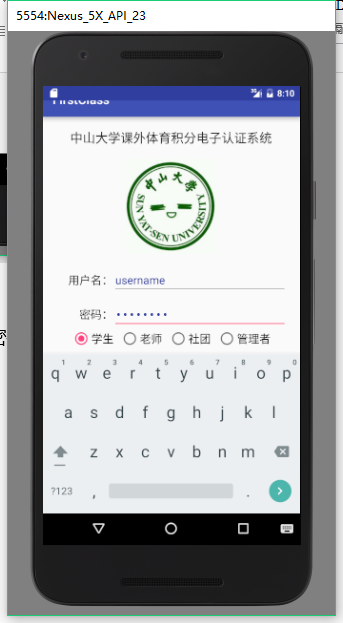 5554:Nexus_5X_API_23
8:10
FirstClass
中山大学课外体育积分电子认证系统
中山大学
SUN YAT-SEN UNIVERSITY
用户名： username
密码： ••••••••
学生 老师 社团 管理者
1 2 3 4 5 6 7 8 9 0
q w e r t y u i o p
a s d f g h j k l
z x c v b n m
?123 , .